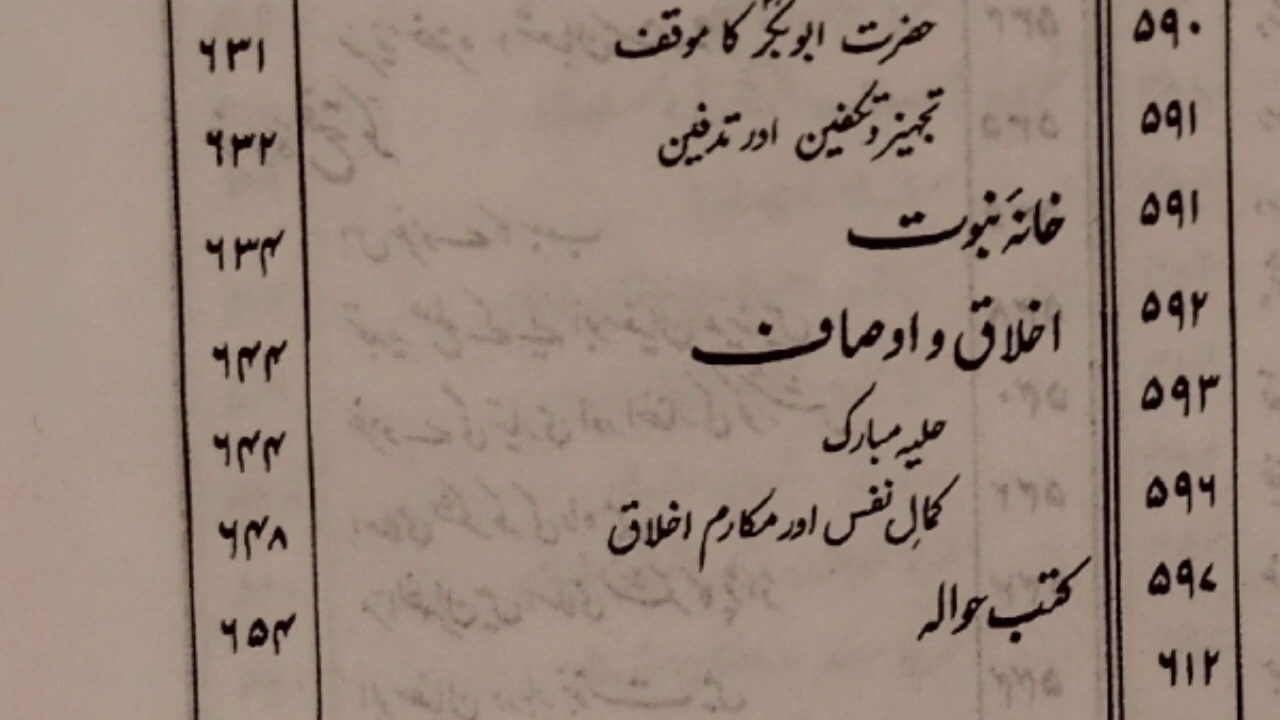 ۵۹۰
۵۹۱
۵۹۱
۵۹۲
۵۹۳
۵۹۶
۵۹۷
۶۱۲
حضرت ابوبکرؓ کا موقف ۶۳۱
تجہیز و تکفین اور تدفین ۶۳۲
خانۂ نبوت ۶۳۴
اخلاق و اوصاف ۶۴۴
حلیہ مبارک ۶۴۴
کمالِ نفس اور مکارم اخلاق ۶۴۸
کتب حوالہ ۶۵۴